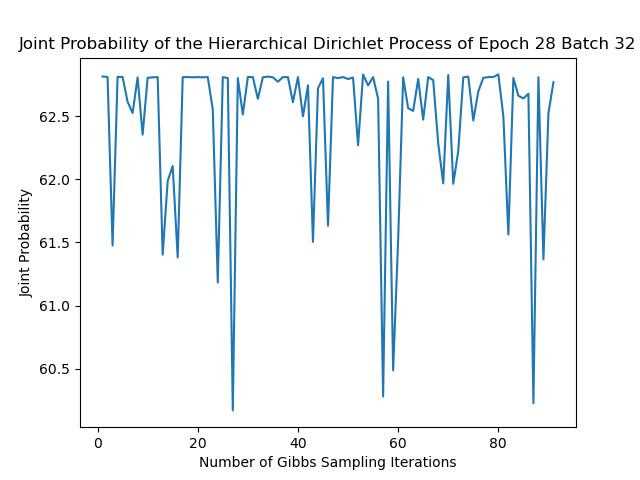 Joint Probability of the Hierarchical Dirichlet Process of Epoch 28 Batch 32
Joint Probability
62.5
62.0
61.5
61.0
60.5
0 20 40 60 80
Number of Gibbs Sampling Iterations